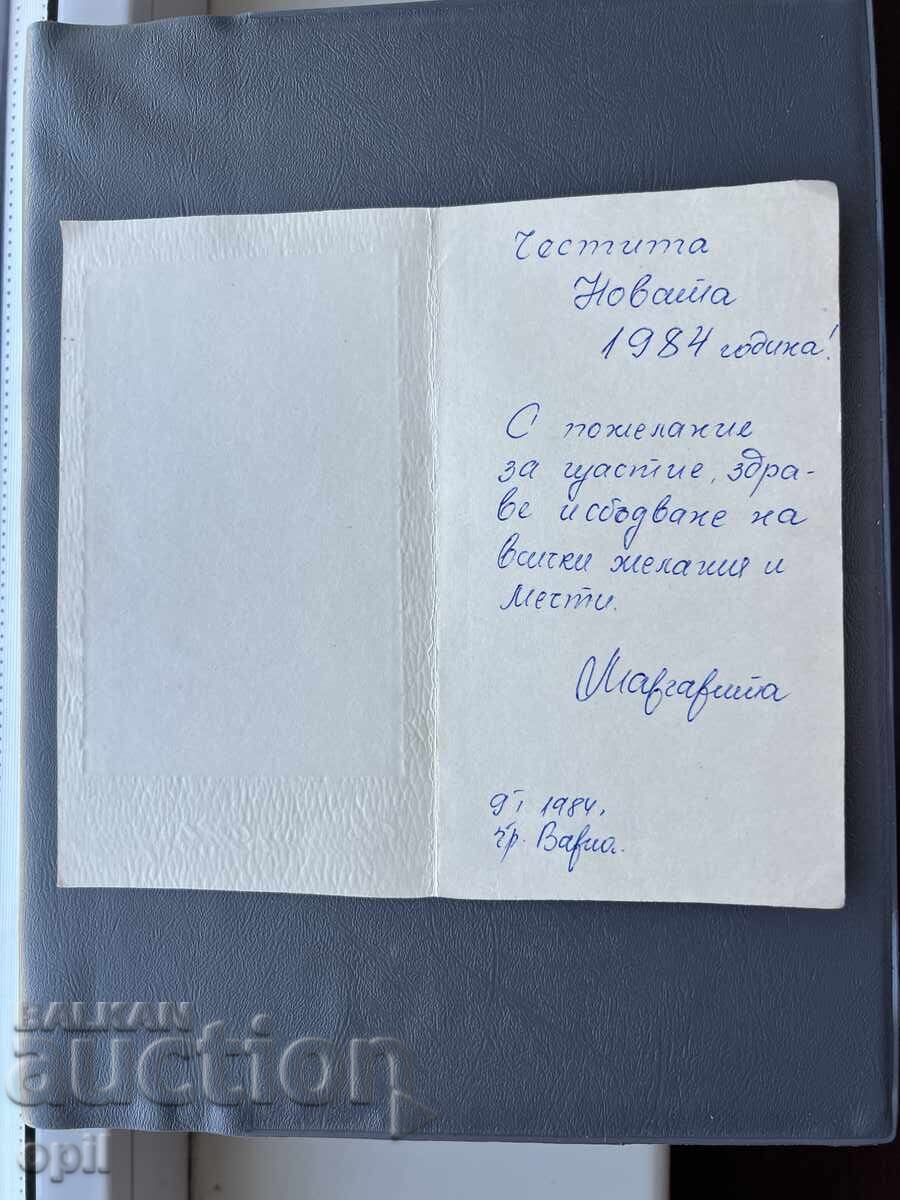 Честита
Новата
1984 година!
С пожелание
за щастие, здра-
ве и сбъдване на
всички желания и
мечти.
Маргарита
9 I 1984.
гр. Варна.
BALKAN
auction
opil